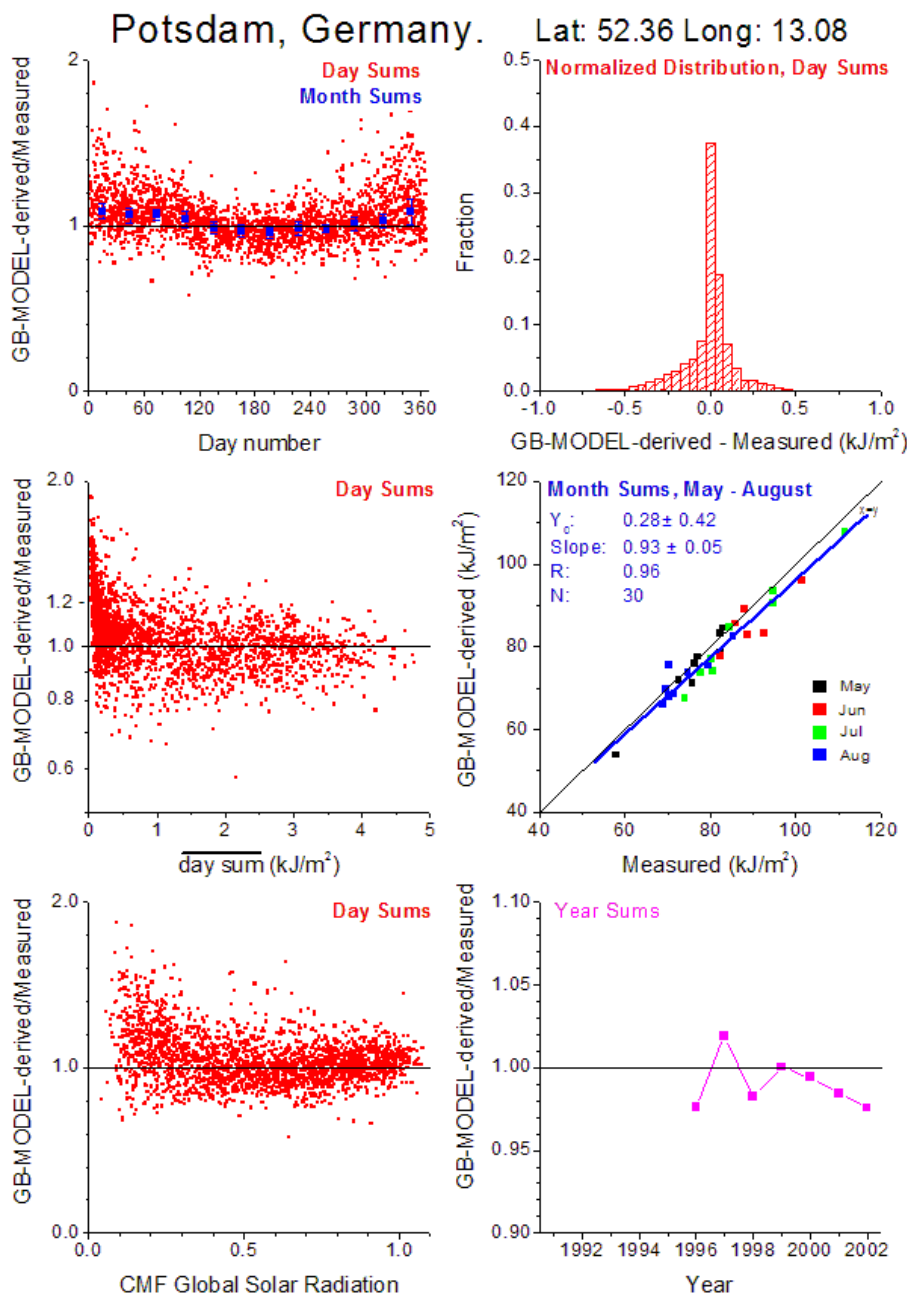 Potsdam, Germany. Lat: 52.36 Long: 13.08
Day Sums
Month Sums
GB-MODEL-derived/Measured
2
1
0
0 60 120 180 240 300 360
Day number
Normalized Distribution, Day Sums
Fraction
0.5
0.4
0.3
0.2
0.1
0.0
-1.0 -0.5 0.0 0.5 1.0
GB-MODEL-derived - Measured (kJ/m²)
Day Sums
GB-MODEL-derived/Measured
2.0
1.2
1.0
0.8
0.6
0 1 2 3 4 5
day sum (kJ/m²)
Month Sums, May - August
Y₀: 0.28± 0.42
Slope: 0.93 ± 0.05
R: 0.96
N: 30
x=y
May
Jun
Jul
Aug
GB-MODEL-derived (kJ/m²)
120
100
80
60
40
40 60 80 100 120
Measured (kJ/m²)
Day Sums
GB-MODEL-derived/Measured
2.0
1.0
0.0
0.0 0.5 1.0
CMF Global Solar Radiation
Year Sums
GB-MODEL-derived/Measured
1.10
1.05
1.00
0.95
0.90
1992 1994 1996 1998 2000 2002
Year